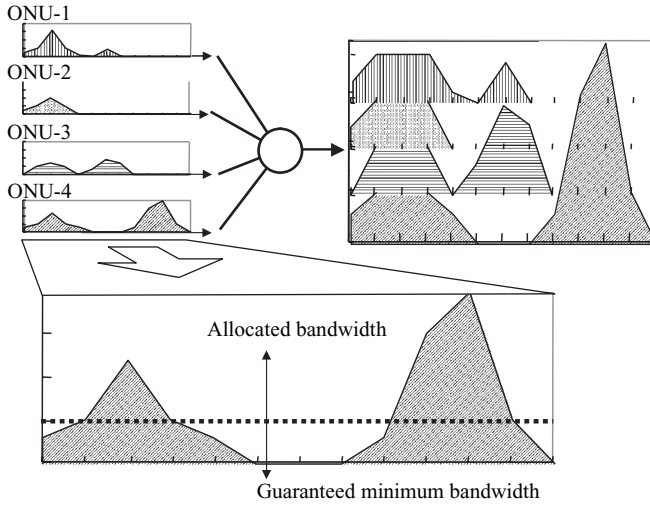 ONU-1
ONU-2
ONU-3
ONU-4
Allocated bandwidth
Guaranteed minimum bandwidth